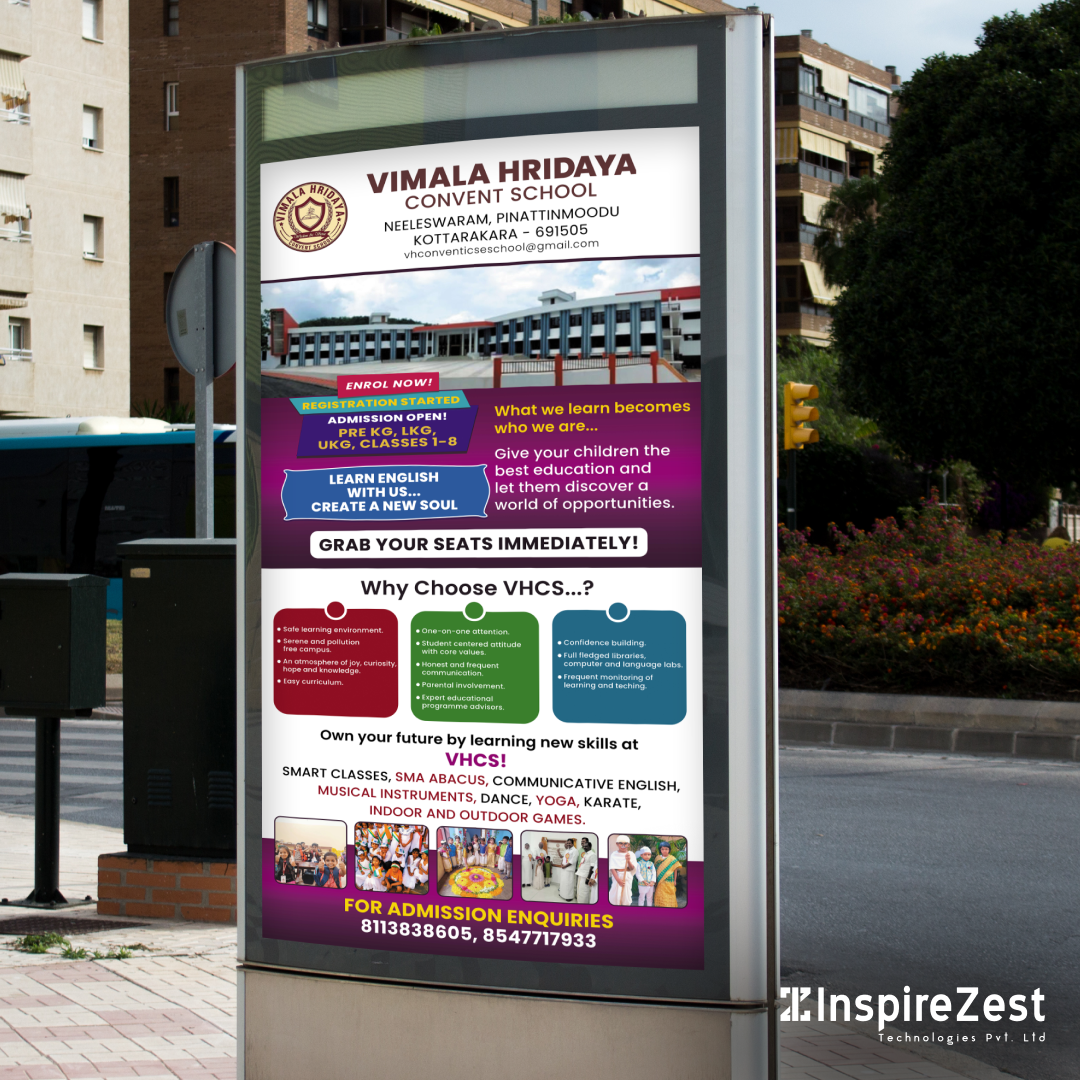 VIMALA HRIDAYA
CONVENT SCHOOL
NEELESWARAM, PINATTINMOODU
KOTTARAKARA - 691505
vhconventicseschool@gmail.com
VIMALA HRIDAYA
CONVENT SCHOOL
ENROL NOW!
REGISTRATION STARTED
ADMISSION OPEN!
PRE KG, LKG,
UKG, CLASSES 1-8
What we learn becomes
who we are...
Give your children the
best education and
let them discover a
world of opportunities.
LEARN ENGLISH
WITH US...
CREATE A NEW SOUL
GRAB YOUR SEATS IMMEDIATELY!
Why Choose VHCS...?
• Safe learning environment.
• Serene and pollution
free campus.
• An atmosphere of joy, curiosity,
hope and knowledge.
• Easy curriculum.
• One-on-one attention.
• Student centered attitude
with core values.
• Honest and frequent
communication.
• Parental involvement.
• Expert educational
programme advisors.
• Confidence building.
• Full fledged libraries,
computer and language labs.
• Frequent monitoring of
learning and teching.
Own your future by learning new skills at
VHCS!
SMART CLASSES, SMA ABACUS, COMMUNICATIVE ENGLISH,
MUSICAL INSTRUMENTS, DANCE, YOGA, KARATE,
INDOOR AND OUTDOOR GAMES.
FOR ADMISSION ENQUIRIES
8113838605, 8547717933
InspireZest
Technologies Pvt. Ltd